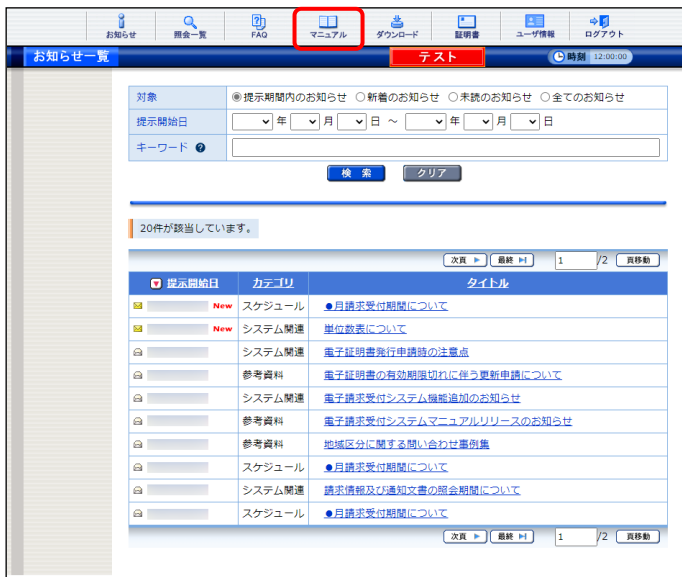 お知らせ 照会一覧 FAQ マニュアル ダウンロード 証明書 ユーザ情報 ログアウト
お知らせ一覧 テスト 時刻 12:00:00
対象 提示期間内のお知らせ 新着のお知らせ 未読のお知らせ 全てのお知らせ
提示開始日 年 月 日 ～ 年 月 日
キーワード ?
検 索 クリア
20件が該当しています。
次頁 最終 1 /2 頁移動
提示開始日 カテゴリ タイトル
New スケジュール ●月請求受付期間について
New システム関連 単位数表について
システム関連 電子証明書発行申請時の注意点
参考資料 電子証明書の有効期限切れに伴う更新申請について
システム関連 電子請求受付システム機能追加のお知らせ
参考資料 電子請求受付システムマニュアルリリースのお知らせ
参考資料 地域区分に関する問い合わせ事例集
スケジュール ●月請求受付期間について
システム関連 請求情報及び通知文書の照会期間について
スケジュール ●月請求受付期間について
次頁 最終 1 /2 頁移動